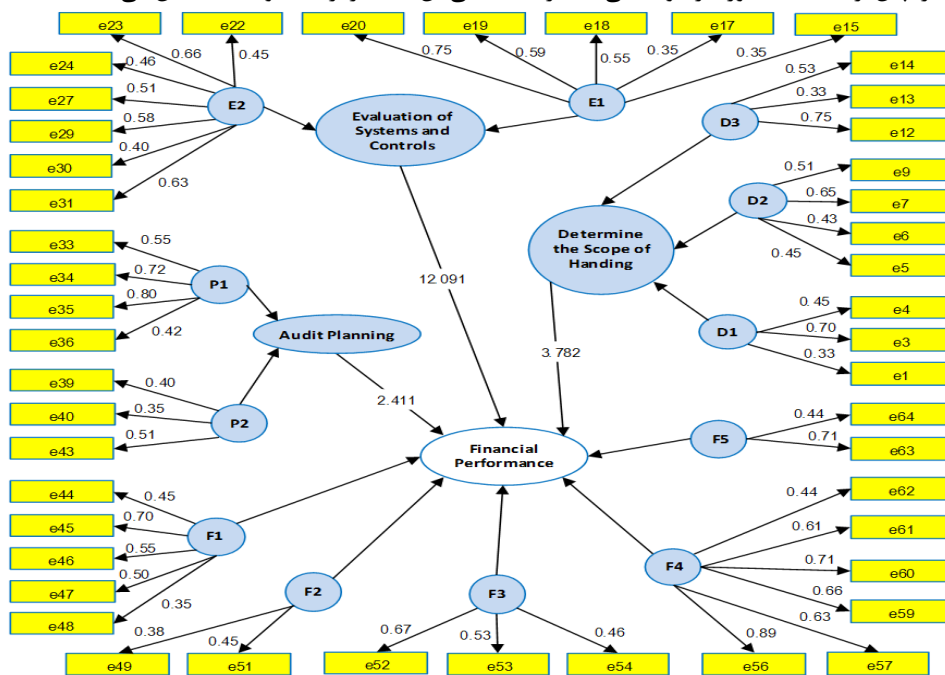 e23
e22
e20
e19
e18
e17
e15
0.66
0.45
0.75
0.59
0.55
0.35
0.35
e24
0.46
e27
0.51
e29
0.58
e30
0.40
e31
0.63
E2
E1
Evaluation of
Systems and
Controls
0.53
e14
0.33
e13
0.75
e12
D3
0.51
e9
0.65
e7
0.43
e6
0.45
e5
D2
Determine
the Scope of
Handing
e33
0.55
e34
0.72
e35
0.80
e36
0.42
P1
12.091
0.45
e4
0.70
e3
0.33
e1
D1
Audit Planning
3.782
e39
0.40
e40
0.35
e43
0.51
P2
2.411
Financial
Performance
F5
0.44
e64
0.71
e63
e44
0.45
e45
0.70
e46
0.55
e47
0.50
e48
0.35
F1
0.44
e62
0.61
e61
0.71
e60
0.66
e59
0.63
F4
F2
F3
0.38
0.45
0.67
0.53
0.46
0.89
e49
e51
e52
e53
e54
e56
e57